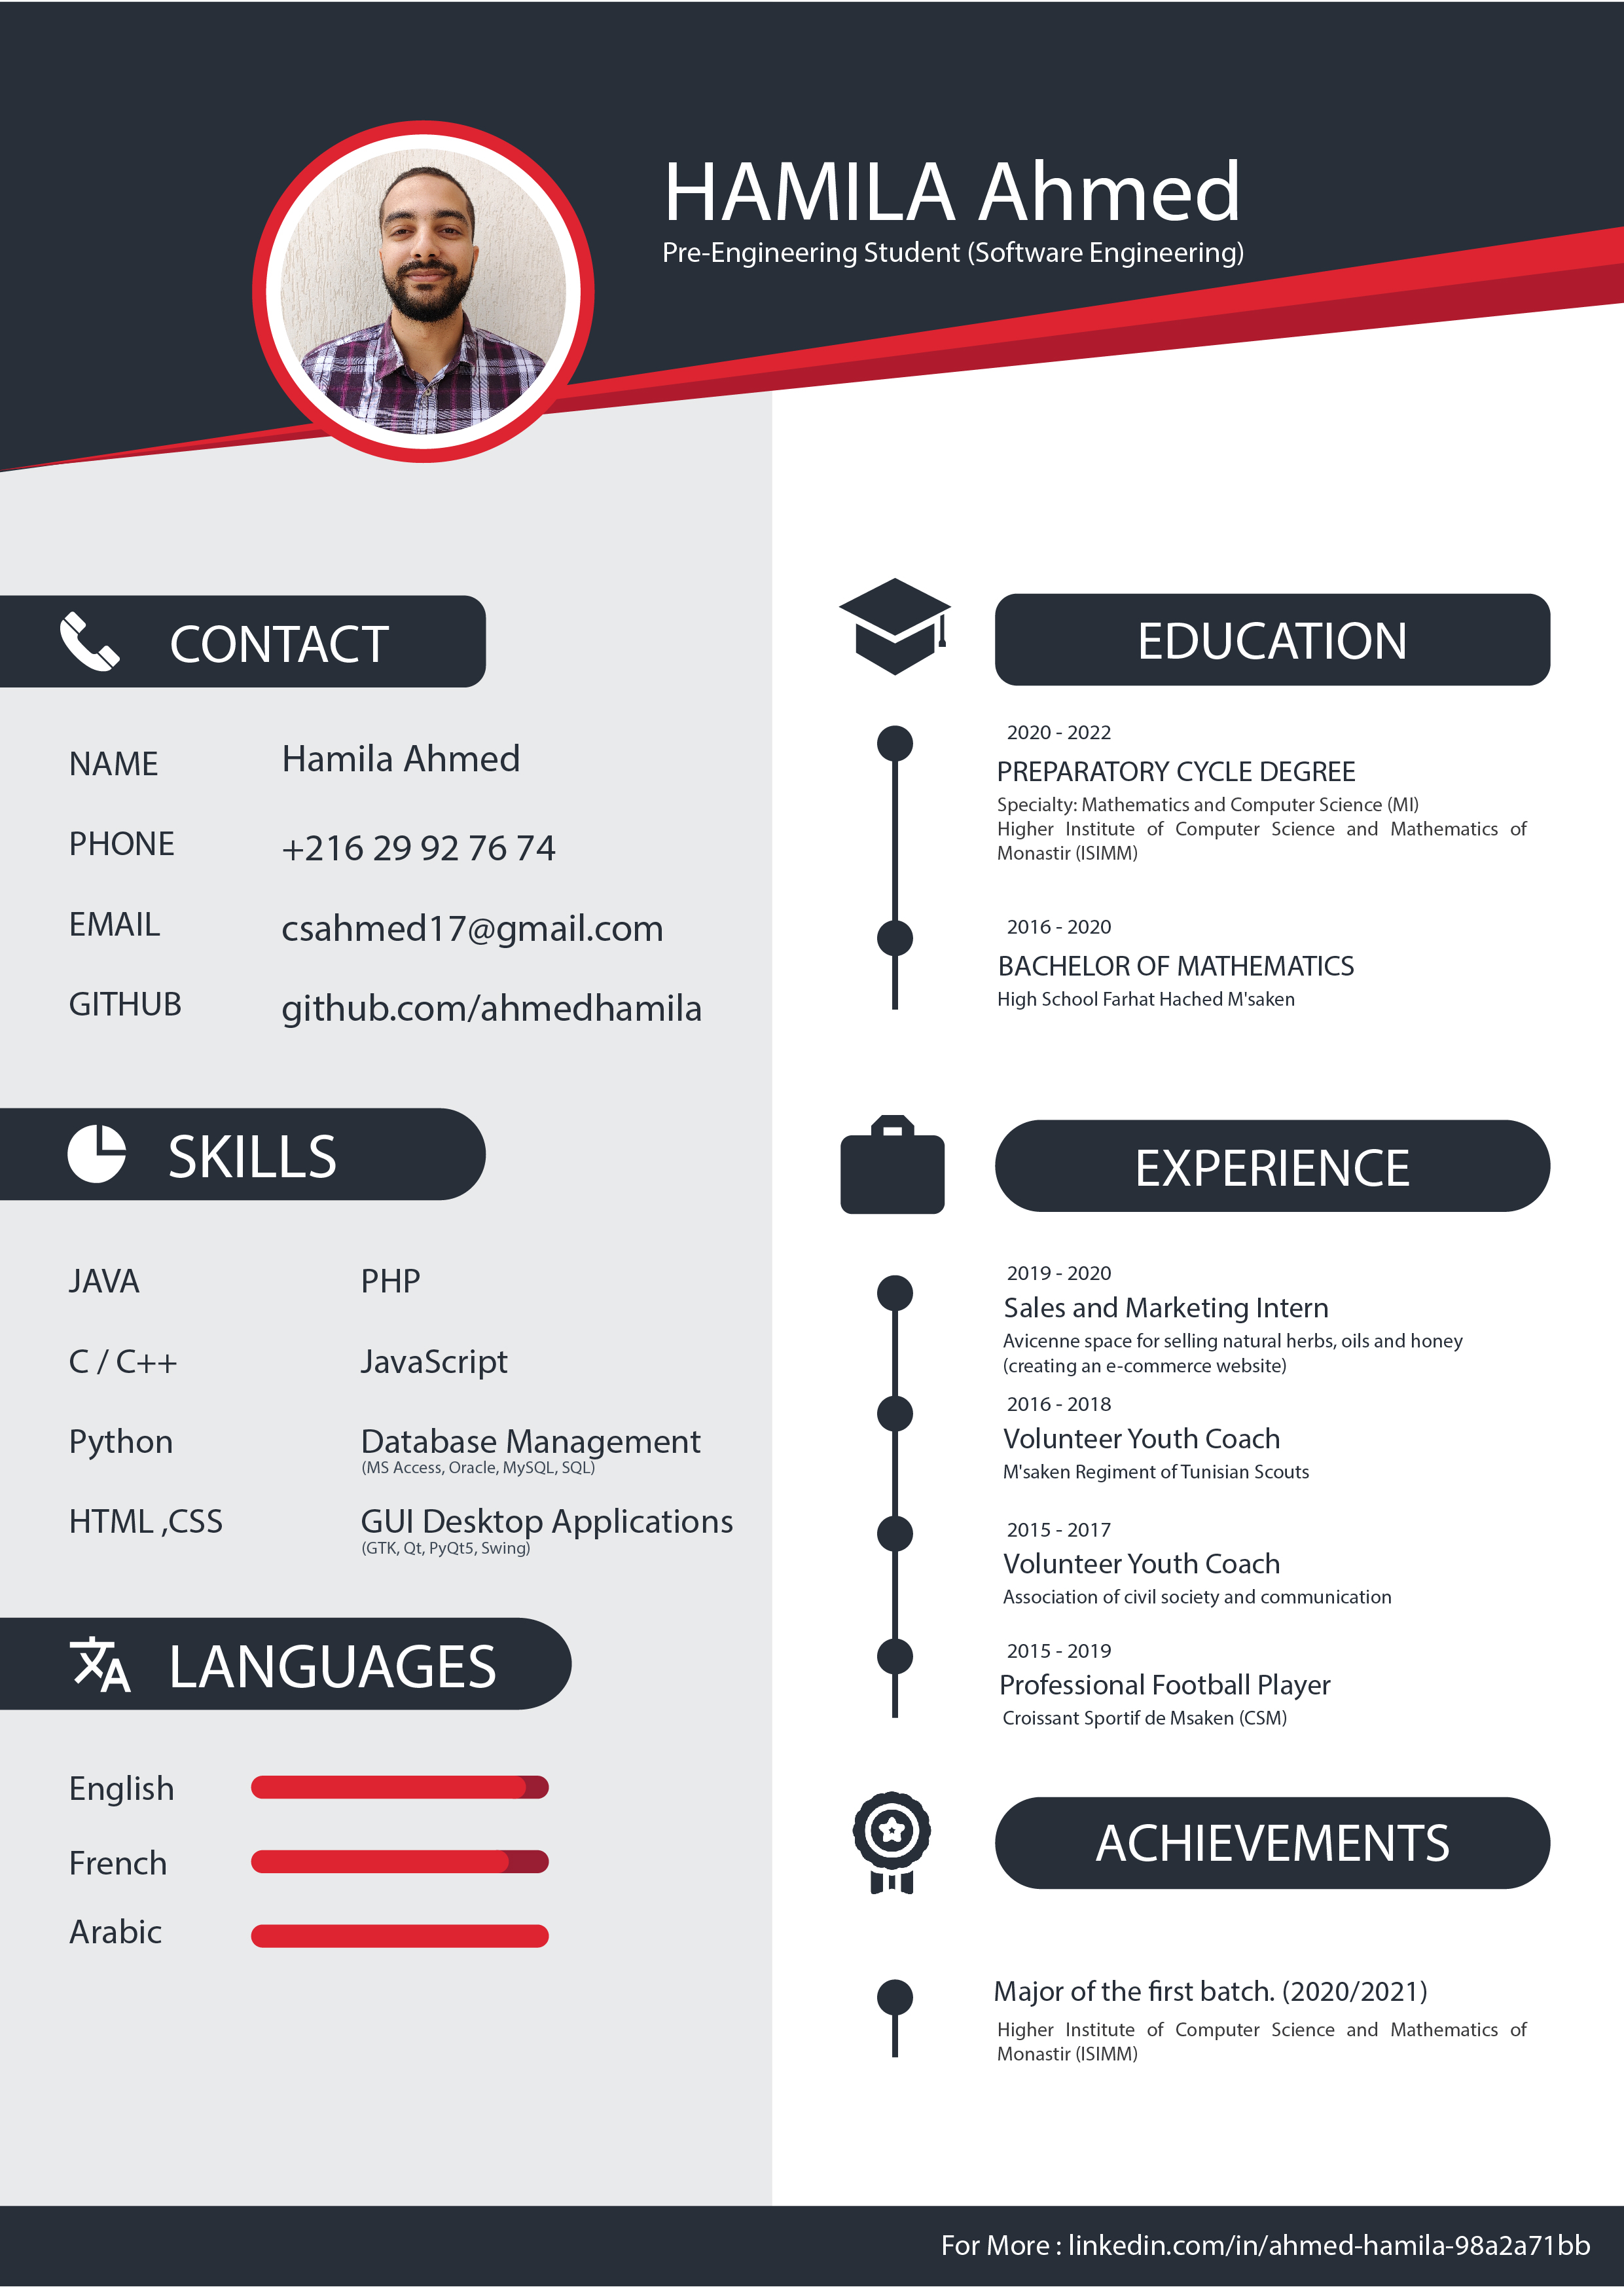 HAMILA Ahmed
Pre-Engineering Student (Software Engineering)
CONTACT
NAME
Hamila Ahmed
PHONE
+216 29 92 76 74
EMAIL
csahmed17@gmail.com
GITHUB
github.com/ahmedhamila
SKILLS
JAVA
PHP
C / C++
JavaScript
Python
Database Management
(MS Access, Oracle, MySQL, SQL)
HTML ,CSS
GUI Desktop Applications
(GTK, Qt, PyQt5, Swing)
LANGUAGES
English
French
Arabic
EDUCATION
2020 - 2022
PREPARATORY CYCLE DEGREE
Specialty: Mathematics and Computer Science (MI)
Higher Institute of Computer Science and Mathematics of
Monastir (ISIMM)
2016 - 2020
BACHELOR OF MATHEMATICS
High School Farhat Hached M'saken
EXPERIENCE
2019 - 2020
Sales and Marketing Intern
Avicenne space for selling natural herbs, oils and honey
(creating an e-commerce website)
2016 - 2018
Volunteer Youth Coach
M'saken Regiment of Tunisian Scouts
2015 - 2017
Volunteer Youth Coach
Association of civil society and communication
2015 - 2019
Professional Football Player
Croissant Sportif de Msaken (CSM)
ACHIEVEMENTS
Major of the first batch. (2020/2021)
Higher Institute of Computer Science and Mathematics of
Monastir (ISIMM)
For More : linkedin.com/in/ahmed-hamila-98a2a71bb